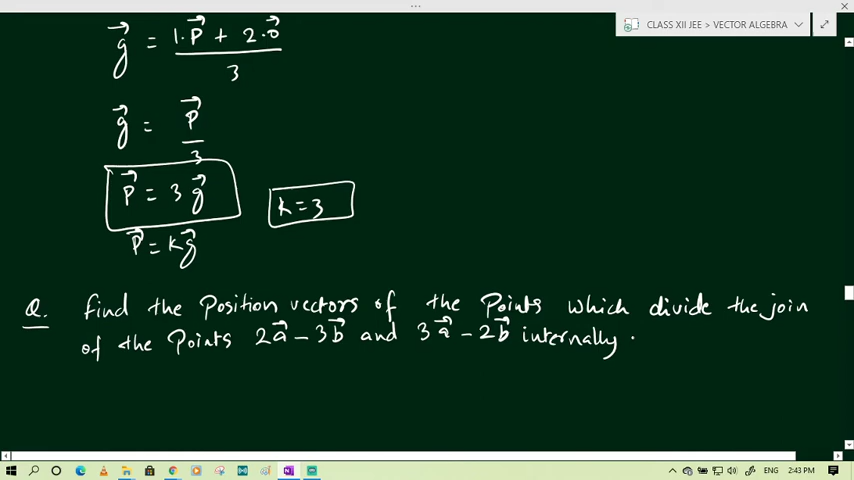 CLASS XII JEE > VECTOR ALGEBRA
g⃗ = 1·P⃗ + 2·o⃗
3
g⃗ = P⃗
3
P⃗ = 3g⃗ K=3
P⃗ = Kg⃗
Q. find the Position vectors of the Points which divide the join
of the Points 2a⃗ - 3b⃗ and 3a⃗ - 2b⃗ internally.
ENG 2:43 PM